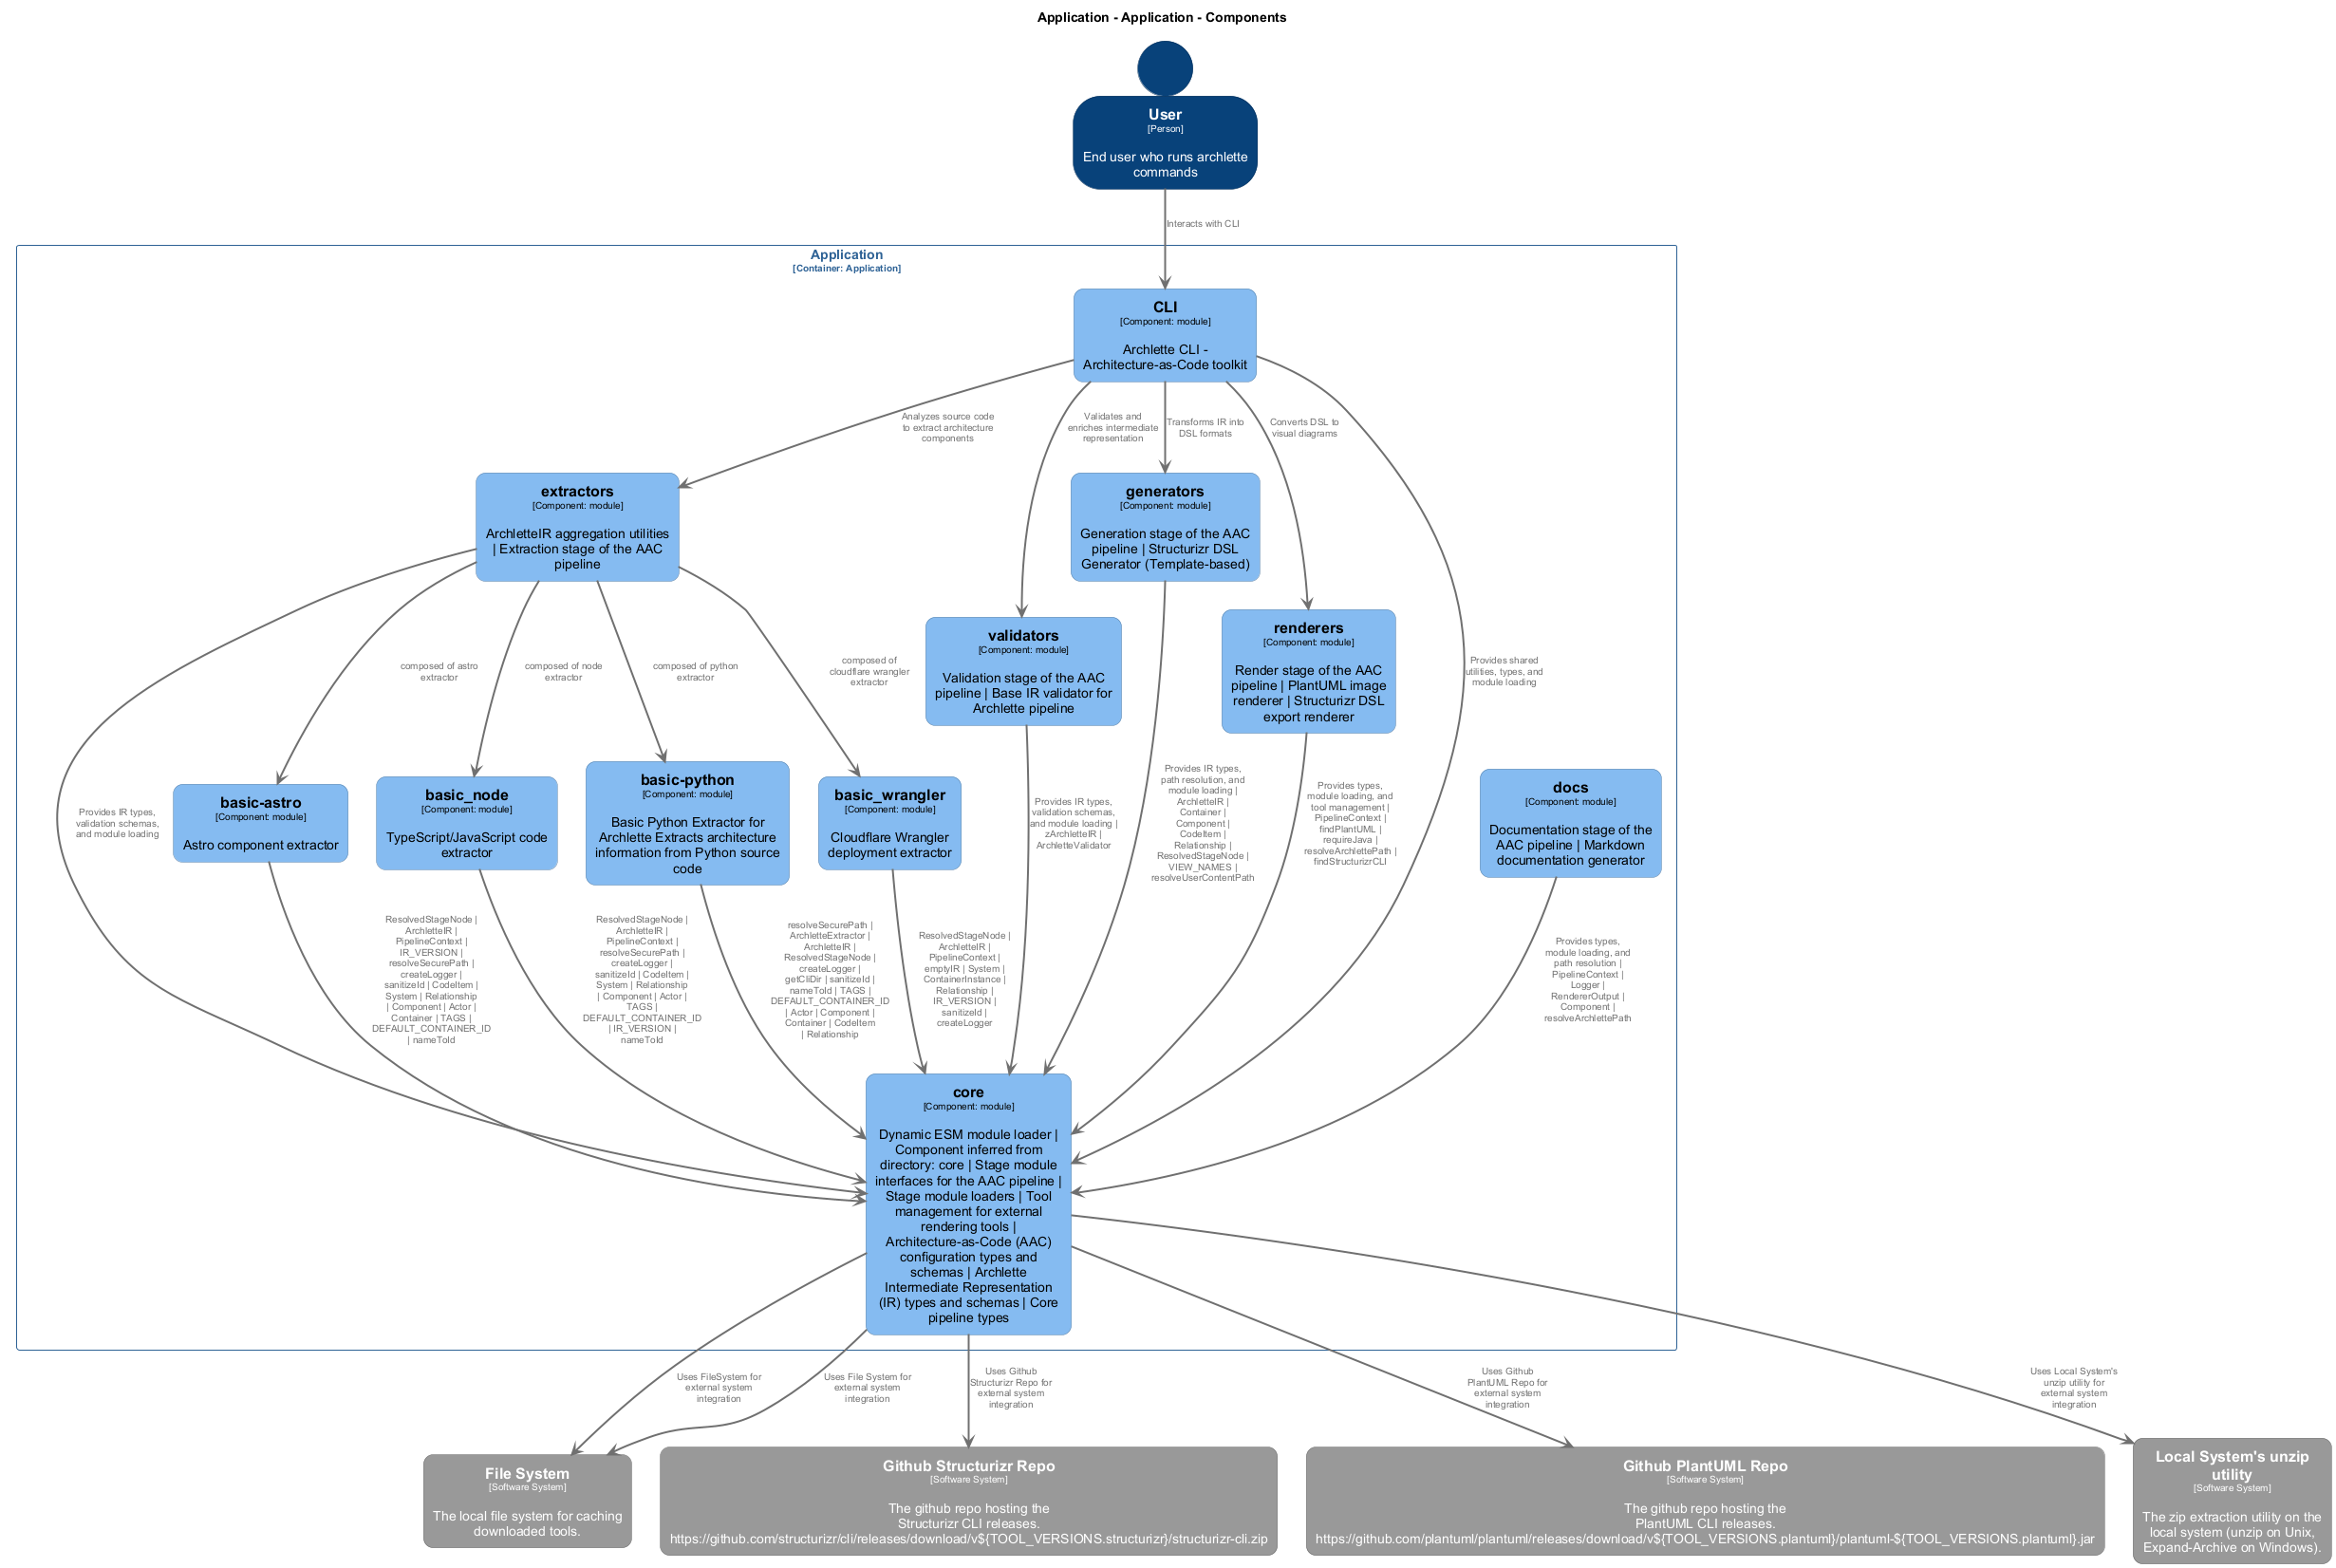 Application - Application - Components
User
[Person]
End user who runs archlette
commands
Interacts with CLI
Application
[Container: Application]
CLI
[Component: module]
Archlette CLI -
Architecture-as-Code toolkit
Analyzes source code
to extract architecture
components
Validates and
enriches intermediate
representation
Transforms IR into
DSL formats
Converts DSL to
visual diagrams
extractors
[Component: module]
ArchletteIR aggregation utilities
| Extraction stage of the AAC
pipeline
generators
[Component: module]
Generation stage of the AAC
pipeline | Structurizr DSL
Generator (Template-based)
validators
[Component: module]
Validation stage of the AAC
pipeline | Base IR validator for
Archlette pipeline
renderers
[Component: module]
Render stage of the AAC
pipeline | PlantUML image
renderer | Structurizr DSL
export renderer
composed of astro
extractor
composed of node
extractor
composed of python
extractor
composed of
cloudflare wrangler
extractor
Provides shared
utilities, types, and
module loading
Provides IR types,
validation schemas,
and module loading
basic-astro
[Component: module]
Astro component extractor
basic_node
[Component: module]
TypeScript/JavaScript code
extractor
basic-python
[Component: module]
Basic Python Extractor for
Archlette Extracts architecture
information from Python source
code
basic_wrangler
[Component: module]
Cloudflare Wrangler
deployment extractor
Provides IR types,
validation schemas,
and module loading |
zArchletteIR |
ArchletteValidator
Provides IR types,
path resolution, and
module loading |
ArchletteIR |
Container |
Component |
CodeItem |
Relationship |
ResolvedStageNode |
VIEW_NAMES |
resolveUserContentPath
Provides types,
module loading, and
tool management |
PipelineContext |
findPlantUML |
requireJava |
resolveArchlettePath |
findStructurizrCLI
docs
[Component: module]
Documentation stage of the
AAC pipeline | Markdown
documentation generator
ResolvedStageNode |
ArchletteIR |
PipelineContext |
IR_VERSION |
resolveSecurePath |
createLogger |
sanitizeId | CodeItem |
System | Relationship
| Component | Actor |
Container | TAGS |
DEFAULT_CONTAINER_ID
| nameToId
ResolvedStageNode |
ArchletteIR |
PipelineContext |
resolveSecurePath |
createLogger |
sanitizeId | CodeItem |
System | Relationship
| Component | Actor |
TAGS |
DEFAULT_CONTAINER_ID
| IR_VERSION |
nameToId
resolveSecurePath |
ArchletteExtractor |
ArchletteIR |
ResolvedStageNode |
createLogger |
getCliDir | sanitizeId |
nameToId | TAGS |
DEFAULT_CONTAINER_ID
| Actor | Component |
Container | CodeItem
| Relationship
ResolvedStageNode |
ArchletteIR |
PipelineContext |
emptyIR | System |
ContainerInstance |
Relationship |
IR_VERSION |
sanitizeId |
createLogger
Provides types,
module loading, and
path resolution |
PipelineContext |
Logger |
RendererOutput |
Component |
resolveArchlettePath
core
[Component: module]
Dynamic ESM module loader |
Component inferred from
directory: core | Stage module
interfaces for the AAC pipeline |
Stage module loaders | Tool
management for external
rendering tools |
Architecture-as-Code (AAC)
configuration types and
schemas | Archlette
Intermediate Representation
(IR) types and schemas | Core
pipeline types
Uses FileSystem for
external system
integration
Uses File System for
external system
integration
Uses Github
Structurizr Repo for
external system
integration
Uses Github
PlantUML Repo for
external system
integration
Uses Local System's
unzip utility for
external system
integration
File System
[Software System]
The local file system for caching
downloaded tools.
Github Structurizr Repo
[Software System]
The github repo hosting the
Structurizr CLI releases.
https://github.com/structurizr/cli/releases/download/v${TOOL_VERSIONS.structurizr}/structurizr-cli.zip
Github PlantUML Repo
[Software System]
The github repo hosting the
PlantUML CLI releases.
https://github.com/plantuml/plantuml/releases/download/v${TOOL_VERSIONS.plantuml}/plantuml-${TOOL_VERSIONS.plantuml}.jar
Local System's unzip
utility
[Software System]
The zip extraction utility on the
local system (unzip on Unix,
Expand-Archive on Windows).